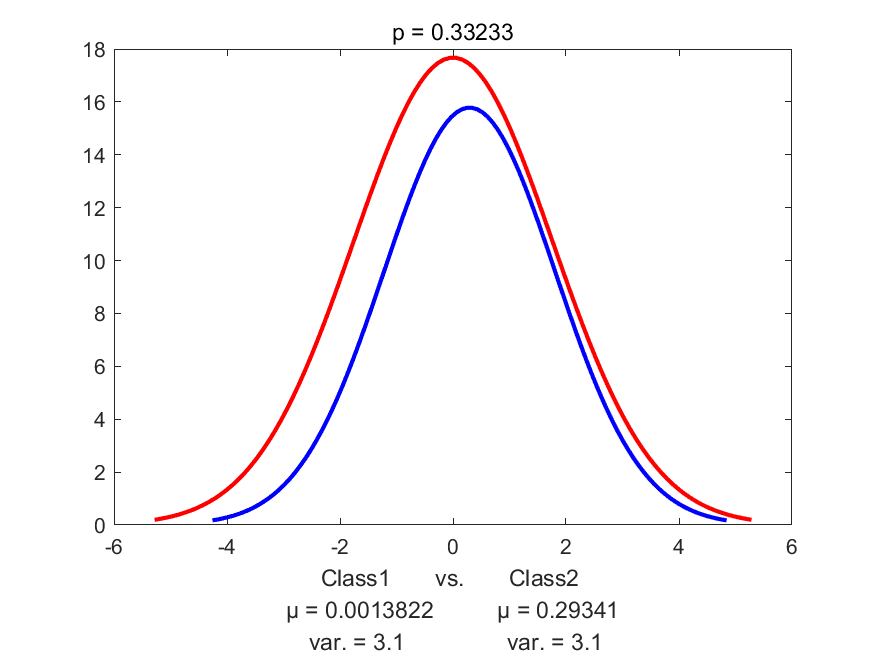 p = 0.33233
18
16
14
12
10
8
6
4
2
0
-6 -4 -2 0 2 4 6
Class1 vs. Class2
μ = 0.0013822 μ = 0.29341
var. = 3.1 var. = 3.1